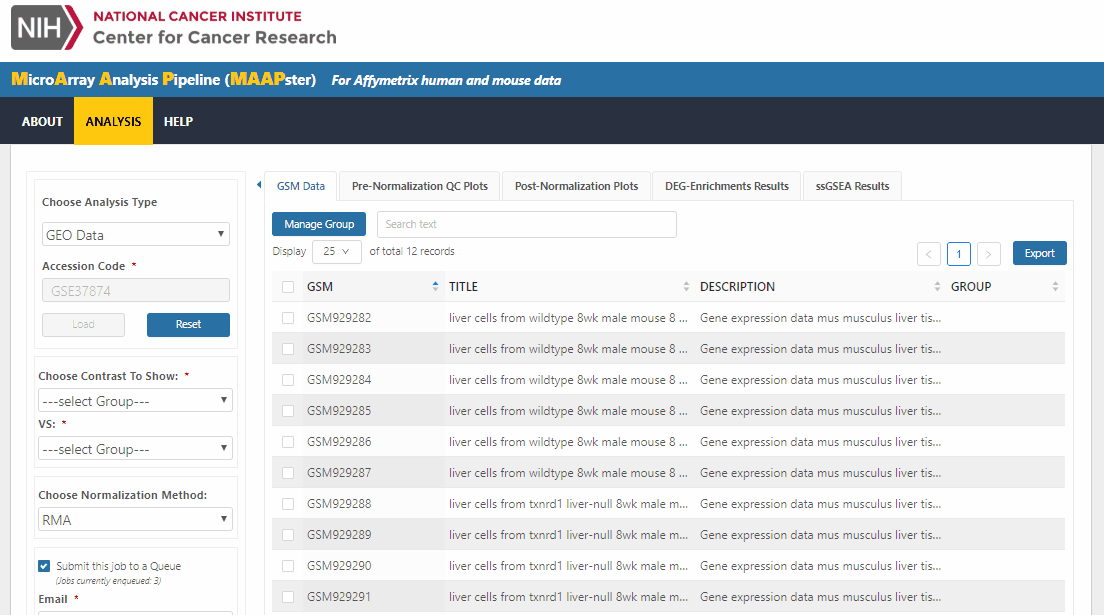 NIH
NATIONAL CANCER INSTITUTE
Center for Cancer Research
MicroArray Analysis Pipeline (MAAPster) For Affymetrix human and mouse data
ABOUT ANALYSIS HELP
Choose Analysis Type
GEO Data
Accession Code *
GSE37874
Load Reset
Choose Contrast To Show: *
---select Group---
VS: *
---select Group---
Choose Normalization Method:
RMA
Submit this job to a Queue
(Jobs currently enqueued: 3)
Email *
GSM Data Pre-Normalization QC Plots Post-Normalization Plots DEG-Enrichments Results ssGSEA Results
Manage Group Search text
Display 25 of total 12 records
< 1 > Export
GSM TITLE DESCRIPTION GROUP
GSM929282 liver cells from wildtype 8wk male mouse 8 ... Gene expression data mus musculus liver tis...
GSM929283 liver cells from wildtype 8wk male mouse 8 ... Gene expression data mus musculus liver tis...
GSM929284 liver cells from wildtype 8wk male mouse 8 ... Gene expression data mus musculus liver tis...
GSM929285 liver cells from wildtype 8wk male mouse 8 ... Gene expression data mus musculus liver tis...
GSM929286 liver cells from wildtype 8wk male mouse 8 ... Gene expression data mus musculus liver tis...
GSM929287 liver cells from wildtype 8wk male mouse 8 ... Gene expression data mus musculus liver tis...
GSM929288 liver cells from txnrd1 liver-null 8wk male m... Gene expression data mus musculus liver tis...
GSM929289 liver cells from txnrd1 liver-null 8wk male m... Gene expression data mus musculus liver tis...
GSM929290 liver cells from txnrd1 liver-null 8wk male m... Gene expression data mus musculus liver tis...
GSM929291 liver cells from txnrd1 liver-null 8wk male m... Gene expression data mus musculus liver tis...